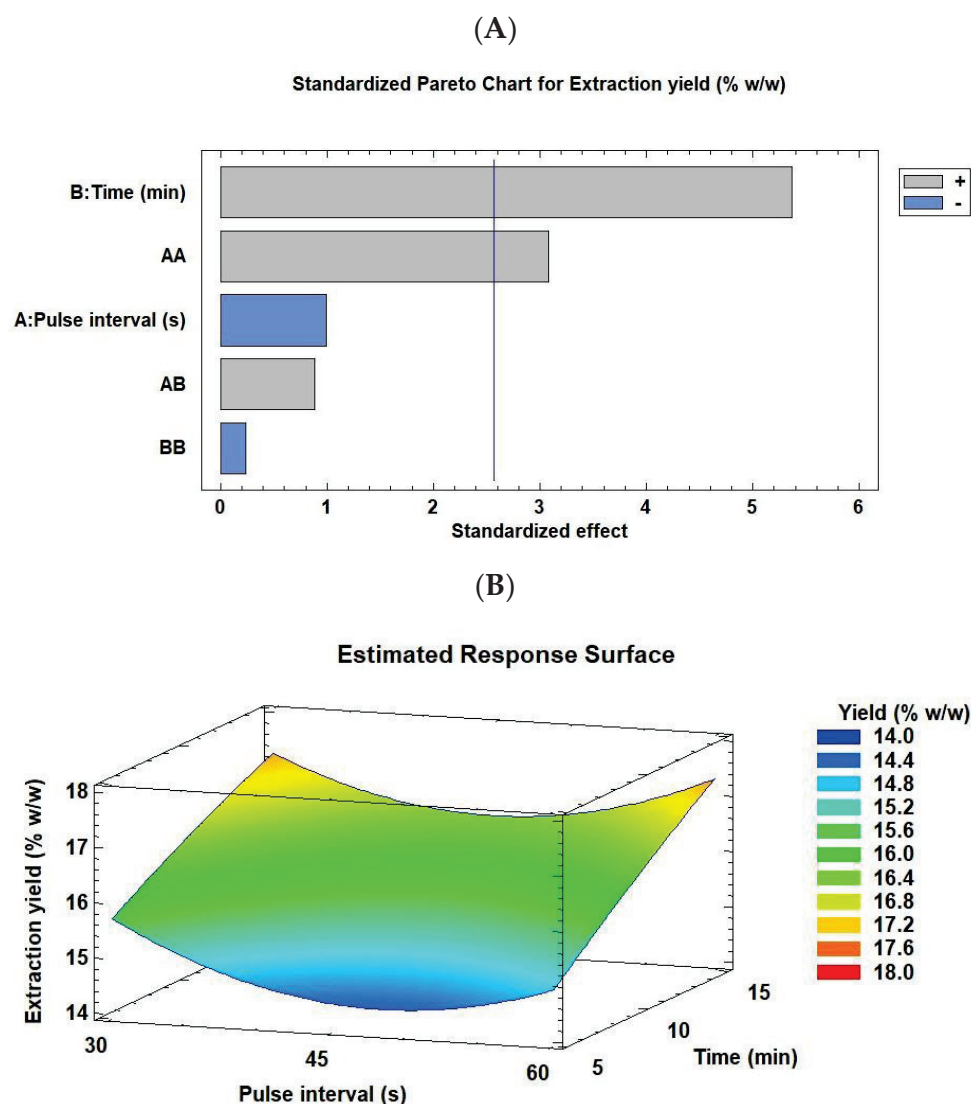 (A)
Standardized Pareto Chart for Extraction yield (% w/w)
B:Time (min)
AA
A:Pulse interval (s)
AB
BB
+
-
0 1 2 3 4 5 6
Standardized effect
(B)
Estimated Response Surface
Yield (% w/w)
14.0
14.4
14.8
15.2
15.6
16.0
16.4
16.8
17.2
17.6
18.0
Extraction yield (% w/w)
18
17
16
15
14
30 45 60
Pulse interval (s)
5 10 15
Time (min)